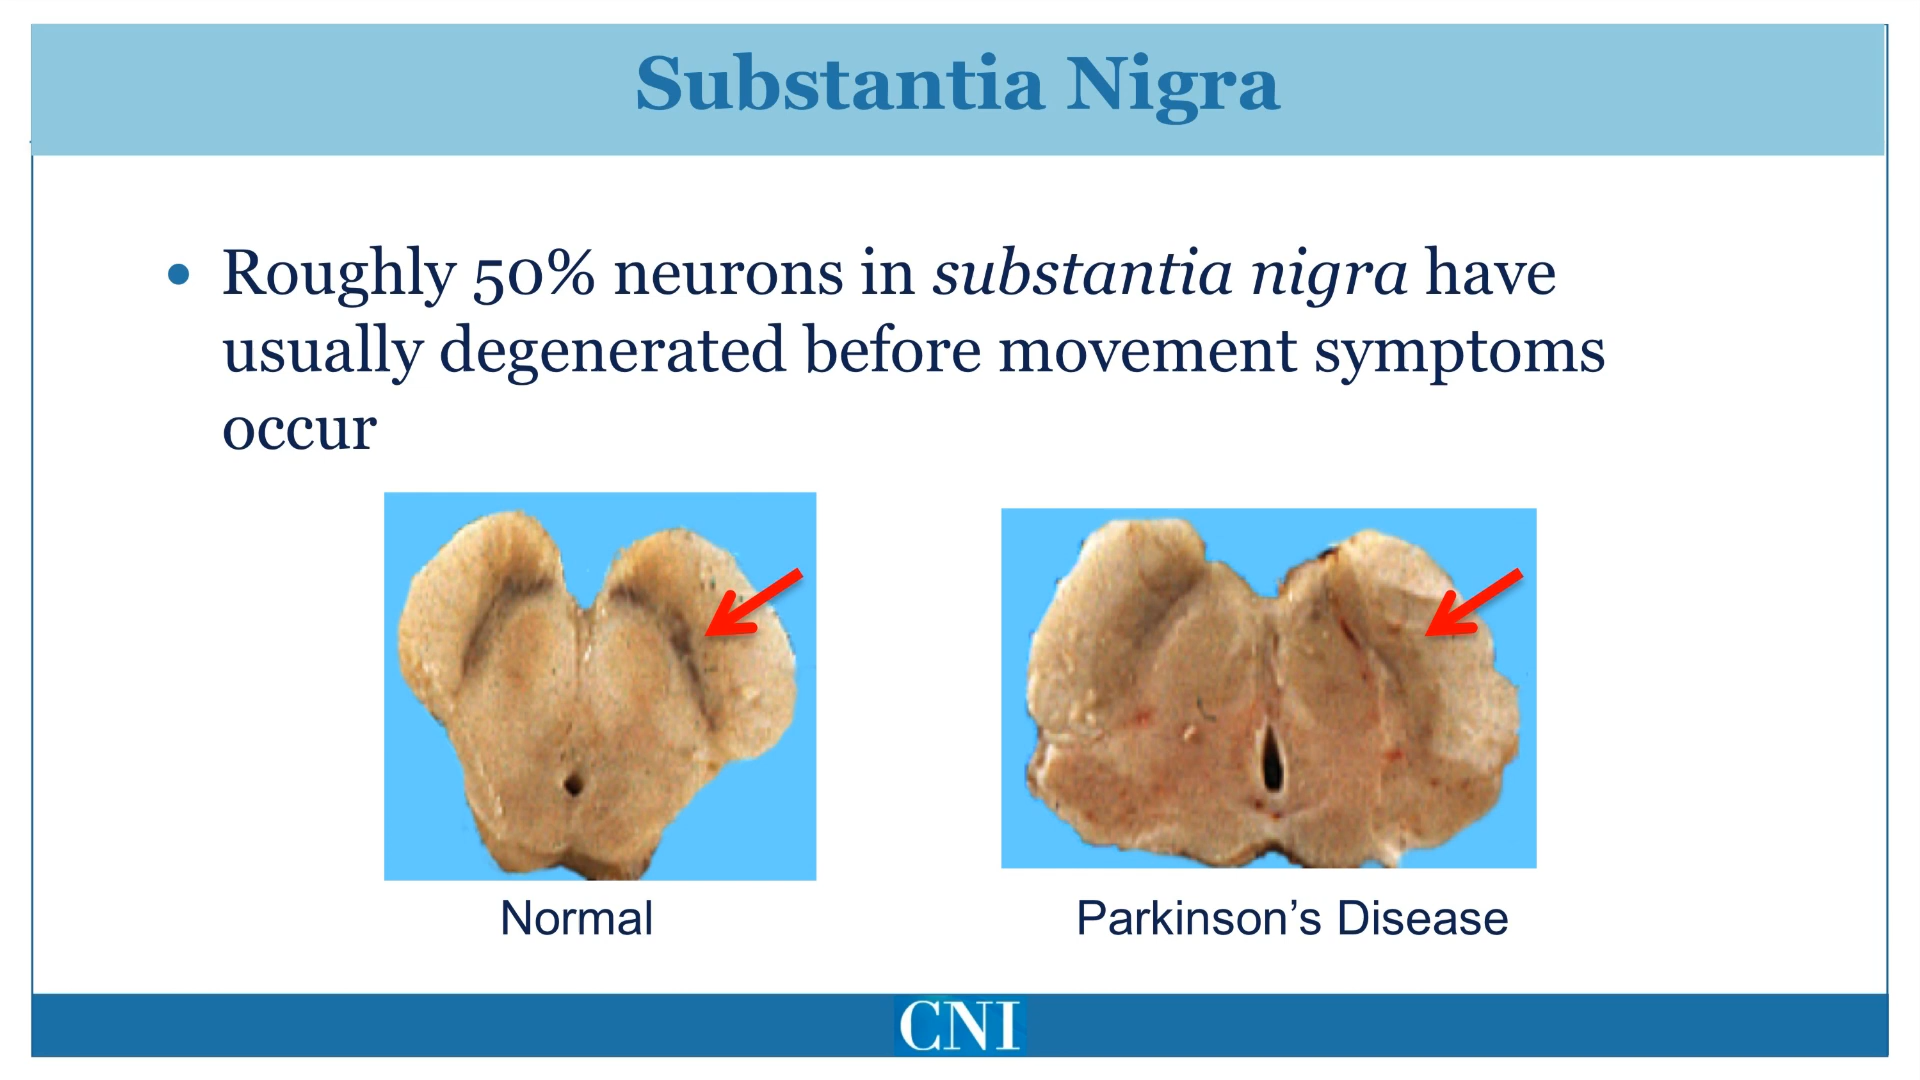 Substantia Nigra
• Roughly 50% neurons in substantia nigra have
usually degenerated before movement symptoms
occur
Normal
Parkinson’s Disease
CNI